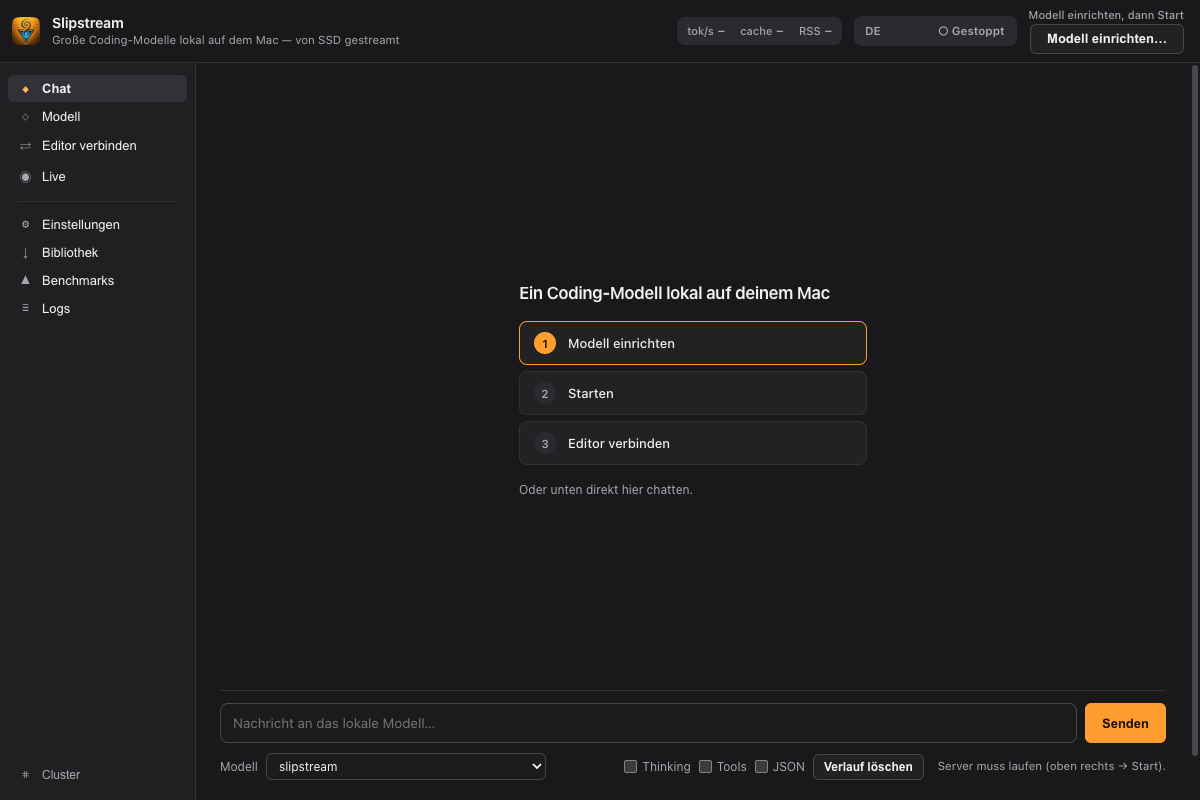 Slipstream
Große Coding-Modelle lokal auf dem Mac — von SSD gestreamt
tok/s – · cache – · RSS –
DE
Gestoppt
Modell einrichten, dann Start
Modell einrichten…
Chat
Modell
Editor verbinden
Live
Einstellungen
Bibliothek
Benchmarks
Logs
Cluster
Ein Coding-Modell lokal auf deinem Mac
1 Modell einrichten
2 Starten
3 Editor verbinden
Oder unten direkt hier chatten.
Nachricht an das lokale Modell…
Senden
Modell slipstream
Thinking Tools JSON Verlauf löschen Server muss laufen (oben rechts → Start).